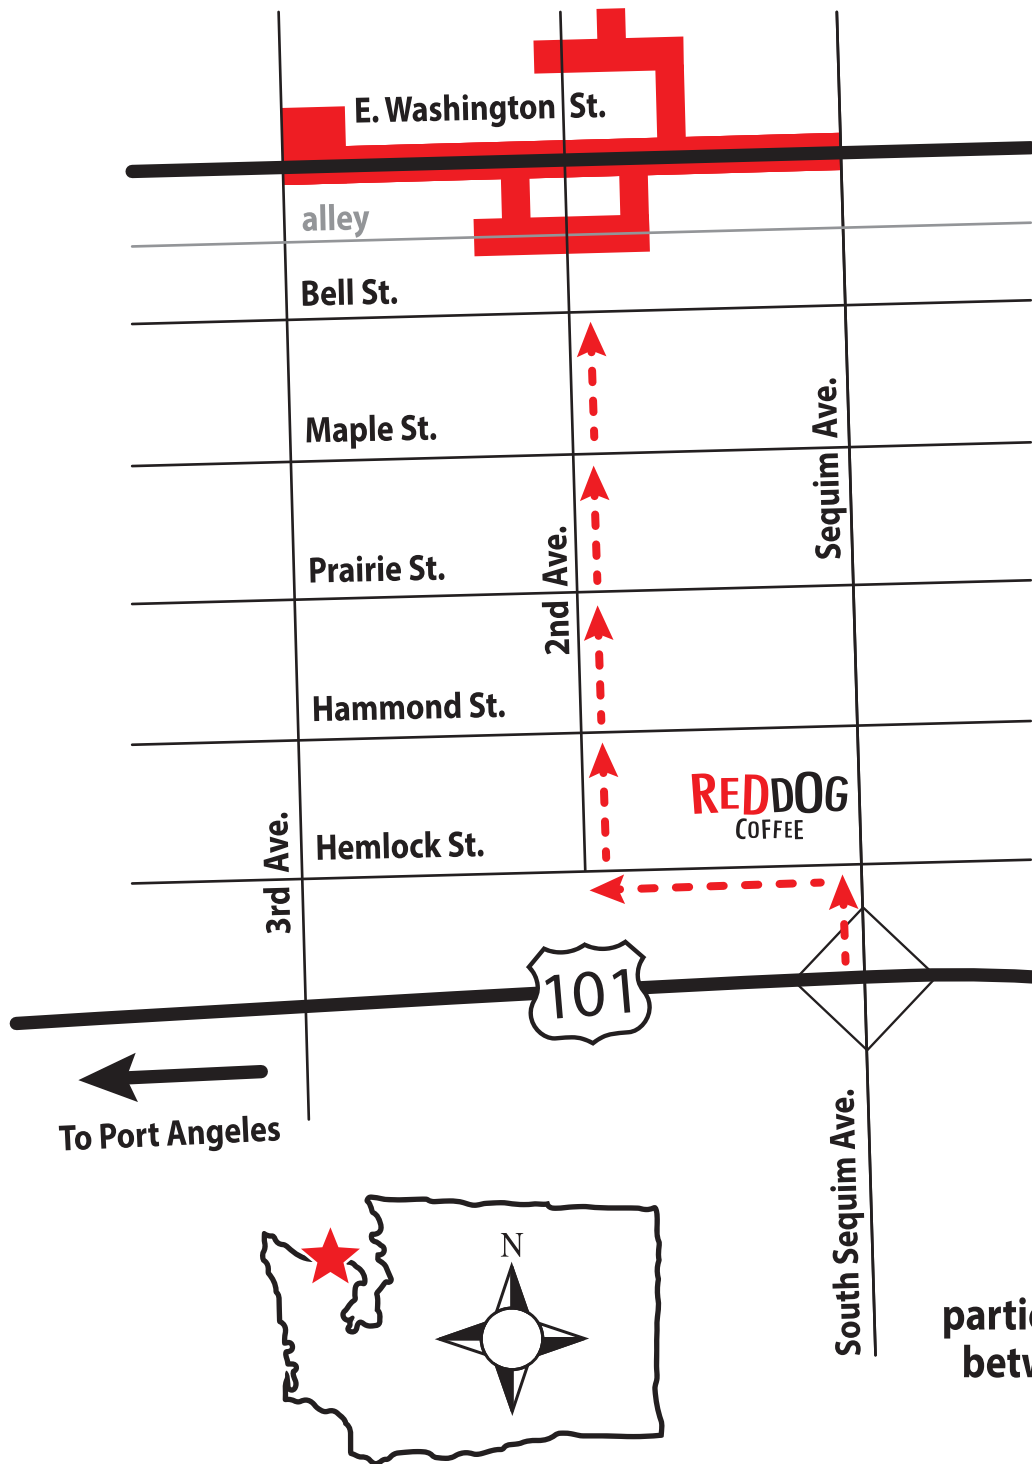 E. Washington St.
alley
Bell St.
Maple St.
Sequim Ave.
Prairie St.
2nd Ave.
Hammond St.
REDDOG
COFFEE
Hemlock St.
3rd Ave.
101
To Port Angeles
South Sequim Ave.
N